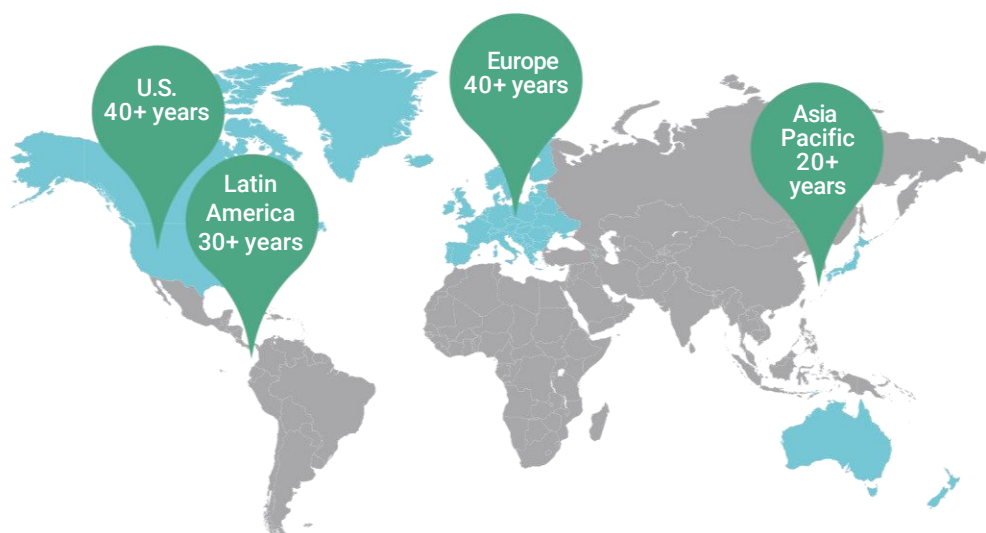 U.S.
40+ years
Latin
America
30+ years
Europe
40+ years
Asia
Pacific
20+
years